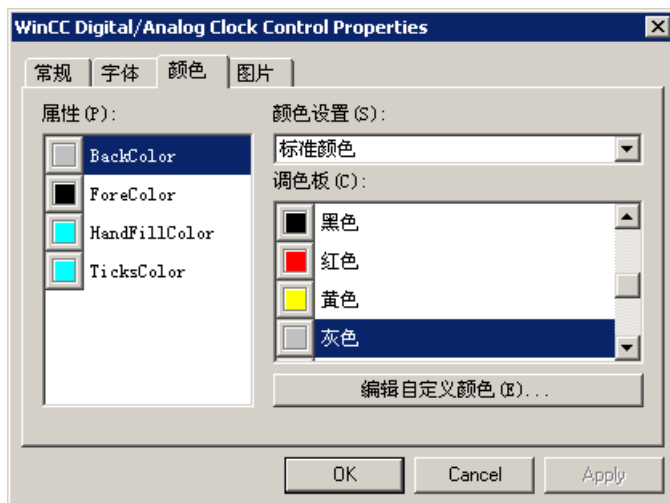 WinCC Digital/Analog Clock Control Properties
常规 字体 颜色 图片
属性(P):
BackColor
ForeColor
HandFillColor
TicksColor
颜色设置(S):
标准颜色
调色板(C):
黑色
红色
黄色
灰色
编辑自定义颜色(E)...
OK Cancel Apply